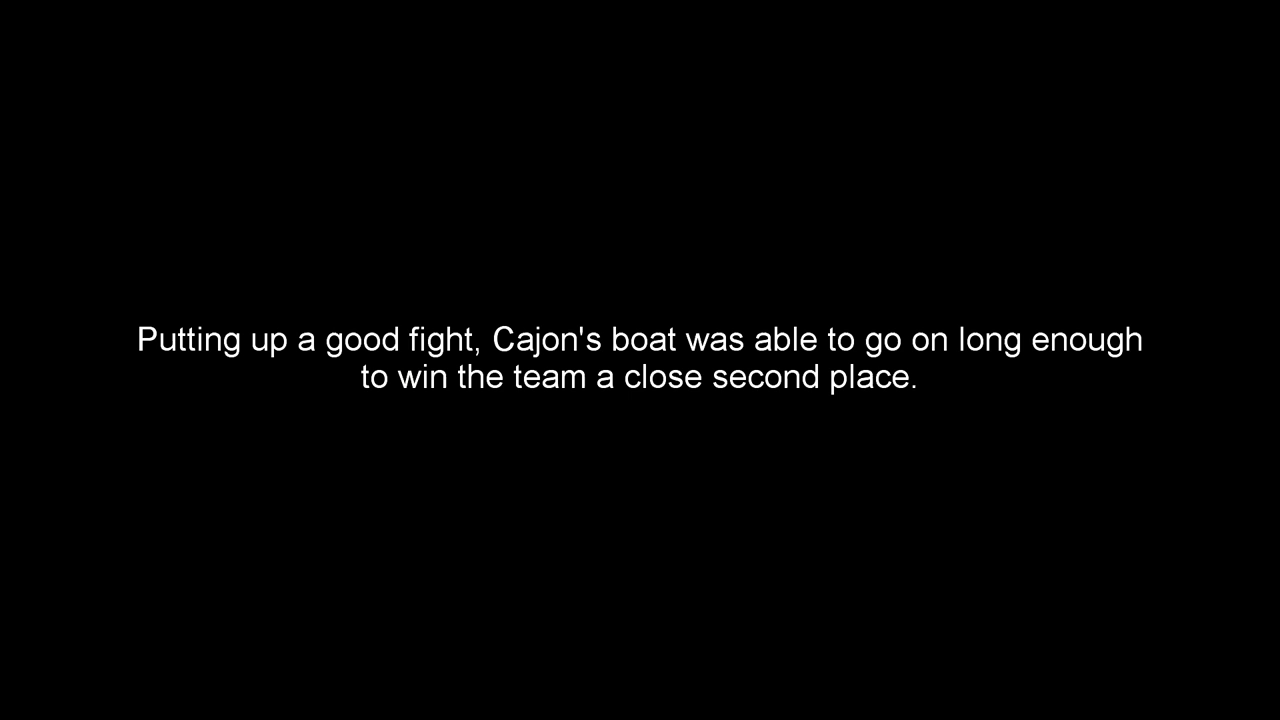 Putting up a good fight, Cajon's boat was able to go on long enough
to win the team a close second place.